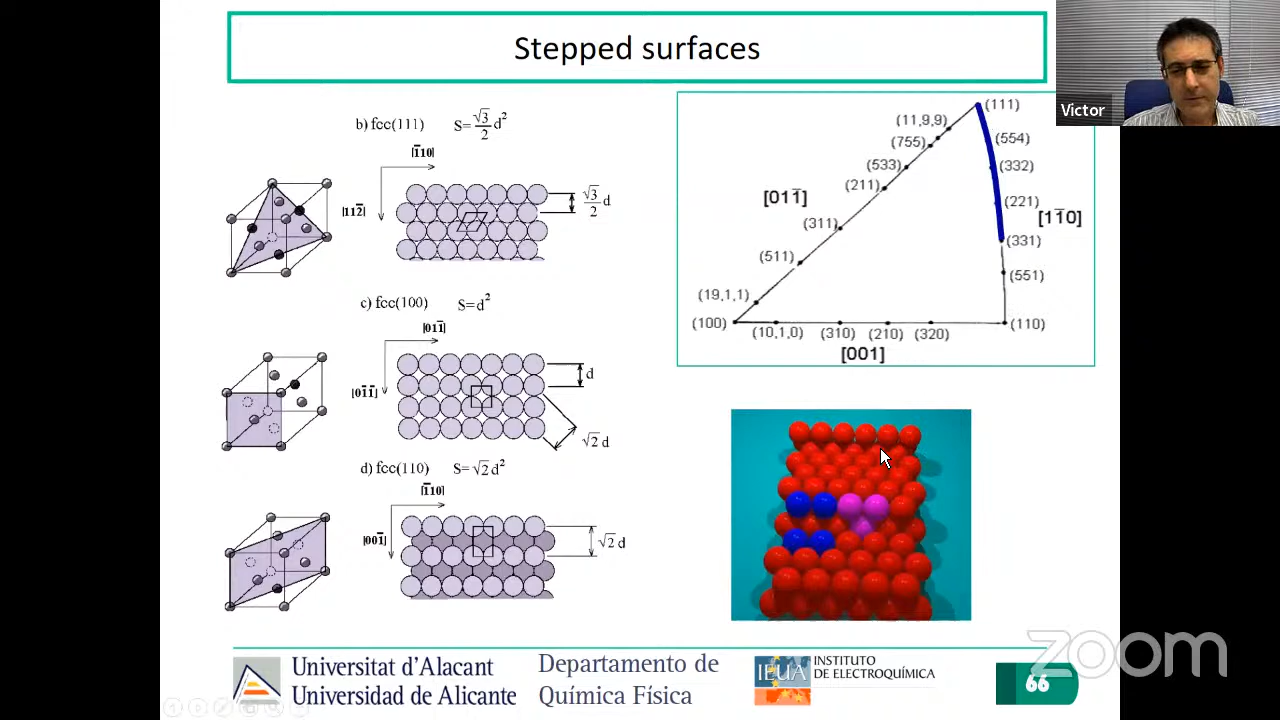 Stepped surfaces
Victor
b) fcc(111) S=√3/2 d²
[1̄10]
[112̄]
√3/2 d
c) fcc(100) S=d²
[011̄]
[01̄1̄]
d
√2 d
d) fcc(110) S=√2 d²
[1̄10]
[001̄]
√2 d
(111)
(11,9,9)
(554)
(755)
(332)
(533)
(211)
[011̄]
(221)
[11̄0]
(311)
(331)
(511)
(551)
(19,1,1)
(100)
(110)
(10,1,0) (310) (210) (320)
[001]
Universitat d'Alacant
Universidad de Alicante
Departamento de
Química Física
IEUA
INSTITUTO
DE ELECTROQUÍMICA
66
zoom